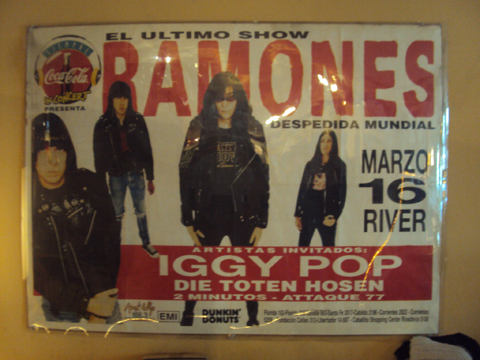 EL ULTIMO SHOW
Coca-Cola
PRESENTA
RAMONES
DESPEDIDA MUNDIAL
MARZO
16
RIVER
ARTISTAS INVITADOS:
IGGY POP
DIE TOTEN HOSEN
2 MINUTOS - ATTAQUE 77
EMI
DUNKIN'
DONUTS